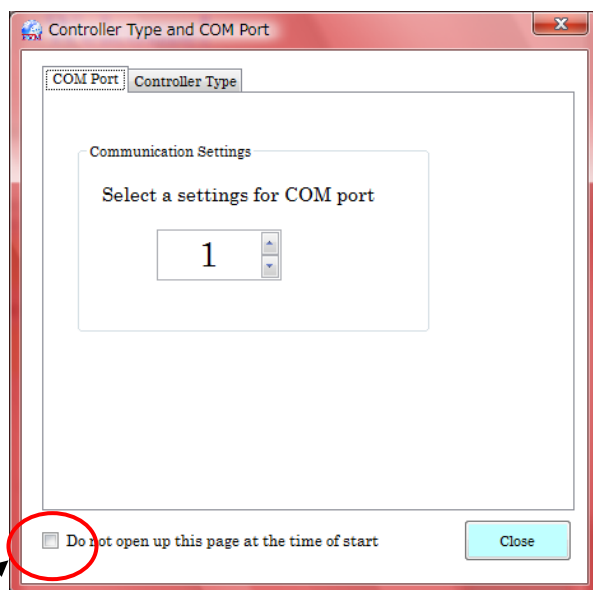 Controller Type and COM Port
COM Port Controller Type
Communication Settings
Select a settings for COM port
1
Do not open up this page at the time of start
Close